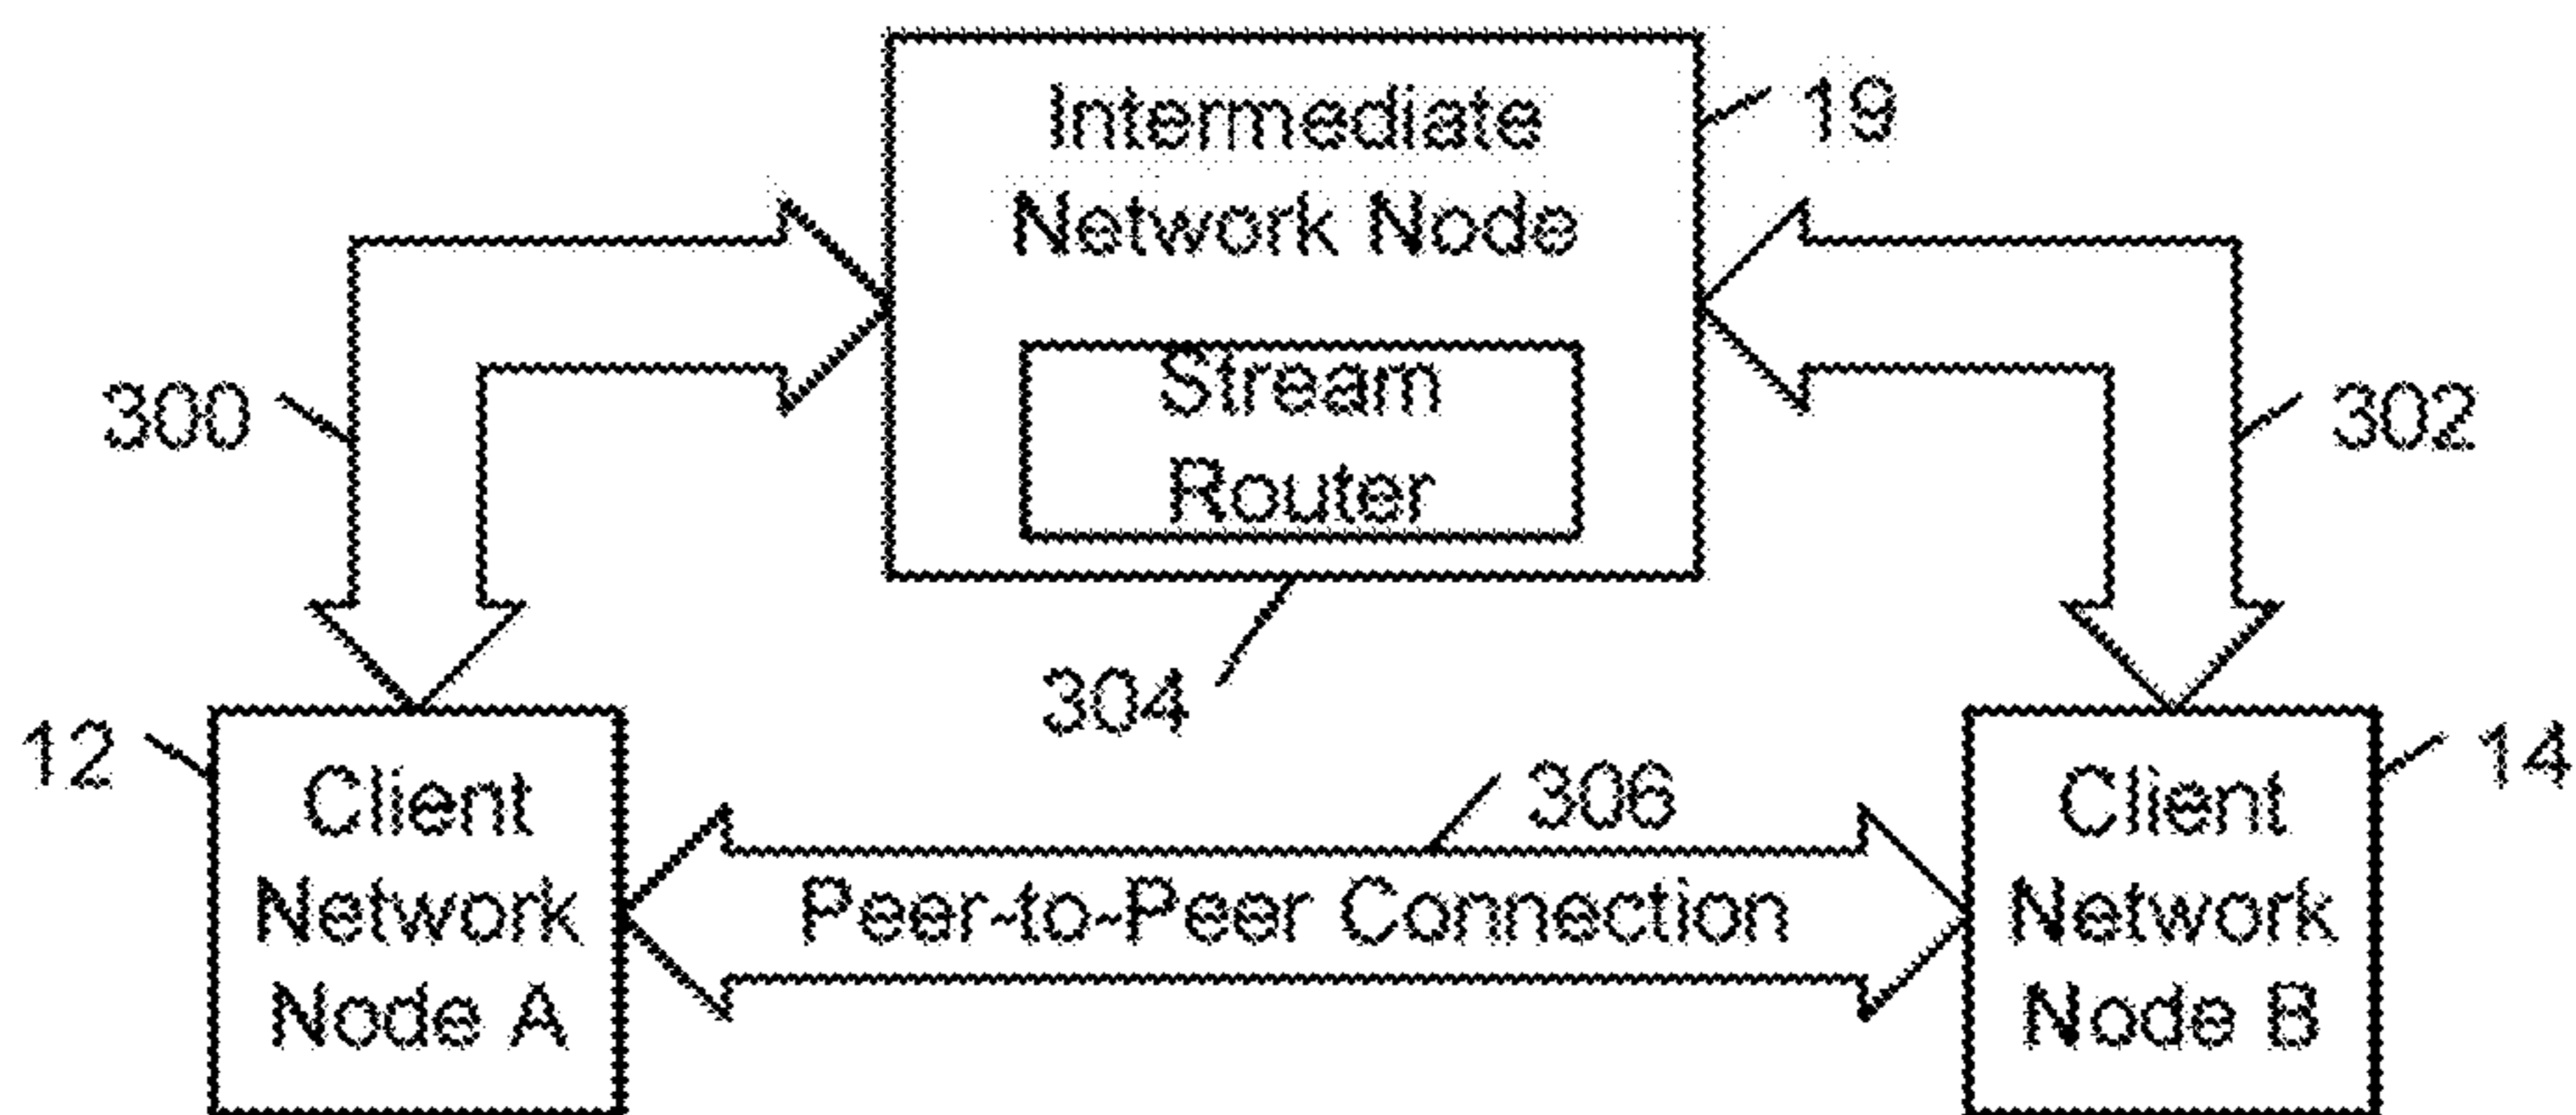 Intermediate
Network Node
19
Stream
Router
300
302
304
12
Client
Network
Node A
306
Peer-to-Peer Connection
14
Client
Network
Node B